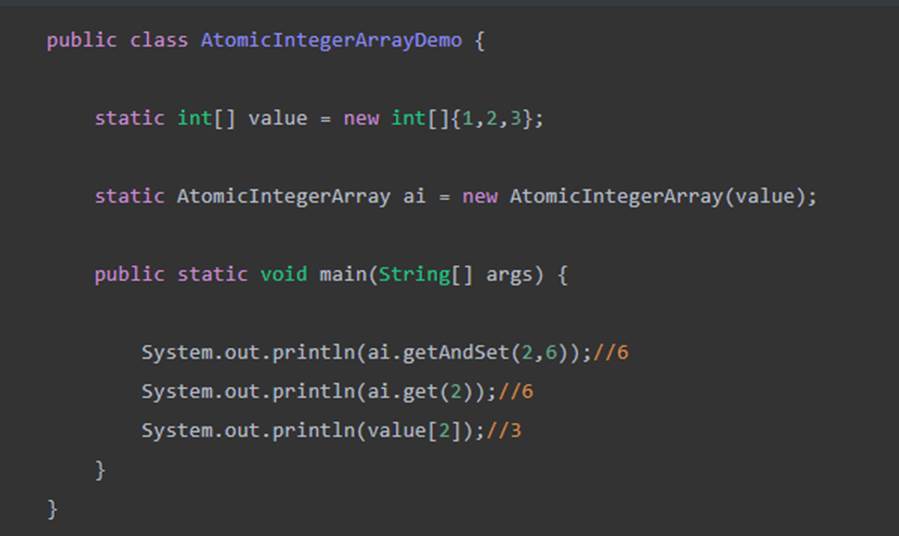 public class AtomicIntegerArrayDemo {
static int[] value = new int[]{1,2,3};
static AtomicIntegerArray ai = new AtomicIntegerArray(value);
public static void main(String[] args) {
System.out.println(ai.getAndSet(2,6));//6
System.out.println(ai.get(2));//6
System.out.println(value[2]);//3
}
}